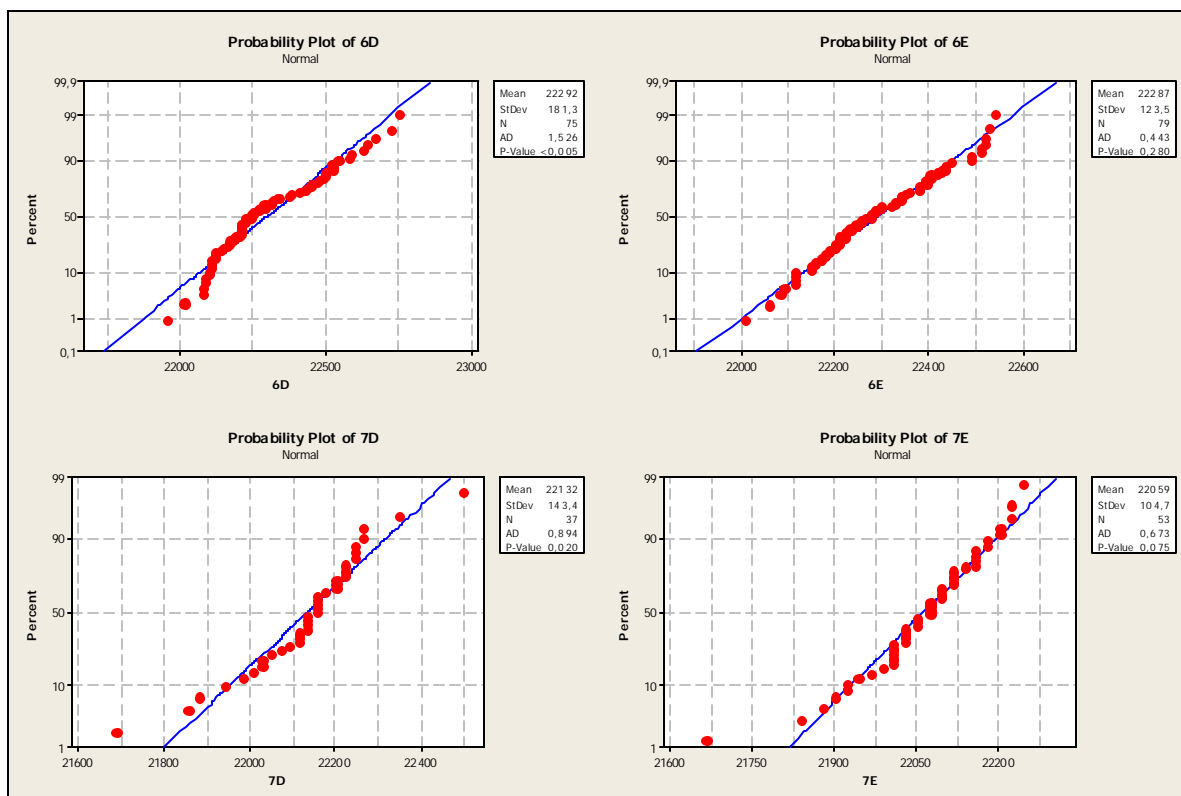 Probability Plot of 6D
Normal
99,9
99
90
50
10
1
0,1
Percent
22000
22500
23000
6D
Mean 22292
StDev 181,3
N 75
AD 1,526
P-Value <0,005
Probability Plot of 6E
Normal
99,9
99
90
50
10
1
0,1
Percent
22000
22200
22400
22600
6E
Mean 22287
StDev 123,5
N 79
AD 0,443
P-Value 0,280
Probability Plot of 7D
Normal
99
90
50
10
1
Percent
21600
21800
22000
22200
22400
7D
Mean 22132
StDev 143,4
N 37
AD 0,894
P-Value 0,020
Probability Plot of 7E
Normal
99
90
50
10
1
Percent
21600
21750
21900
22050
22200
7E
Mean 22059
StDev 104,7
N 53
AD 0,673
P-Value 0,075